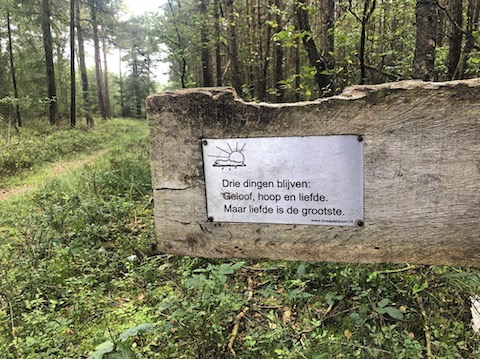 Drie dingen blijven:
Geloof, hoop en liefde.
Maar liefde is de grootste.